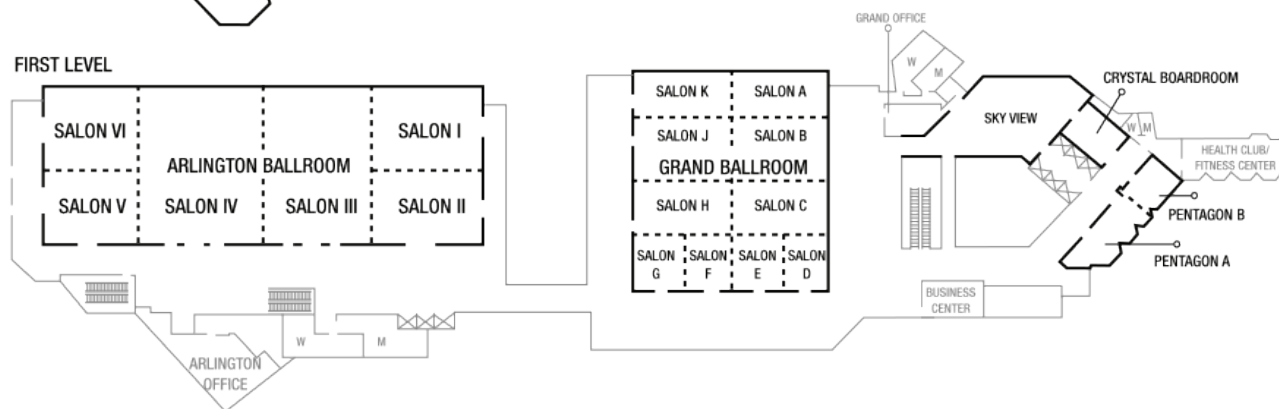 GRAND OFFICE
FIRST LEVEL
W
M
CRYSTAL BOARDROOM
SALON K
SALON A
SKY VIEW
W M
SALON VI
SALON I
SALON J
SALON B
HEALTH CLUB/
FITNESS CENTER
ARLINGTON BALLROOM
GRAND BALLROOM
SALON V
SALON IV
SALON III
SALON II
SALON H
SALON C
PENTAGON B
SALON
G
SALON
F
SALON
E
SALON
D
PENTAGON A
BUSINESS
CENTER
W
M
ARLINGTON
OFFICE